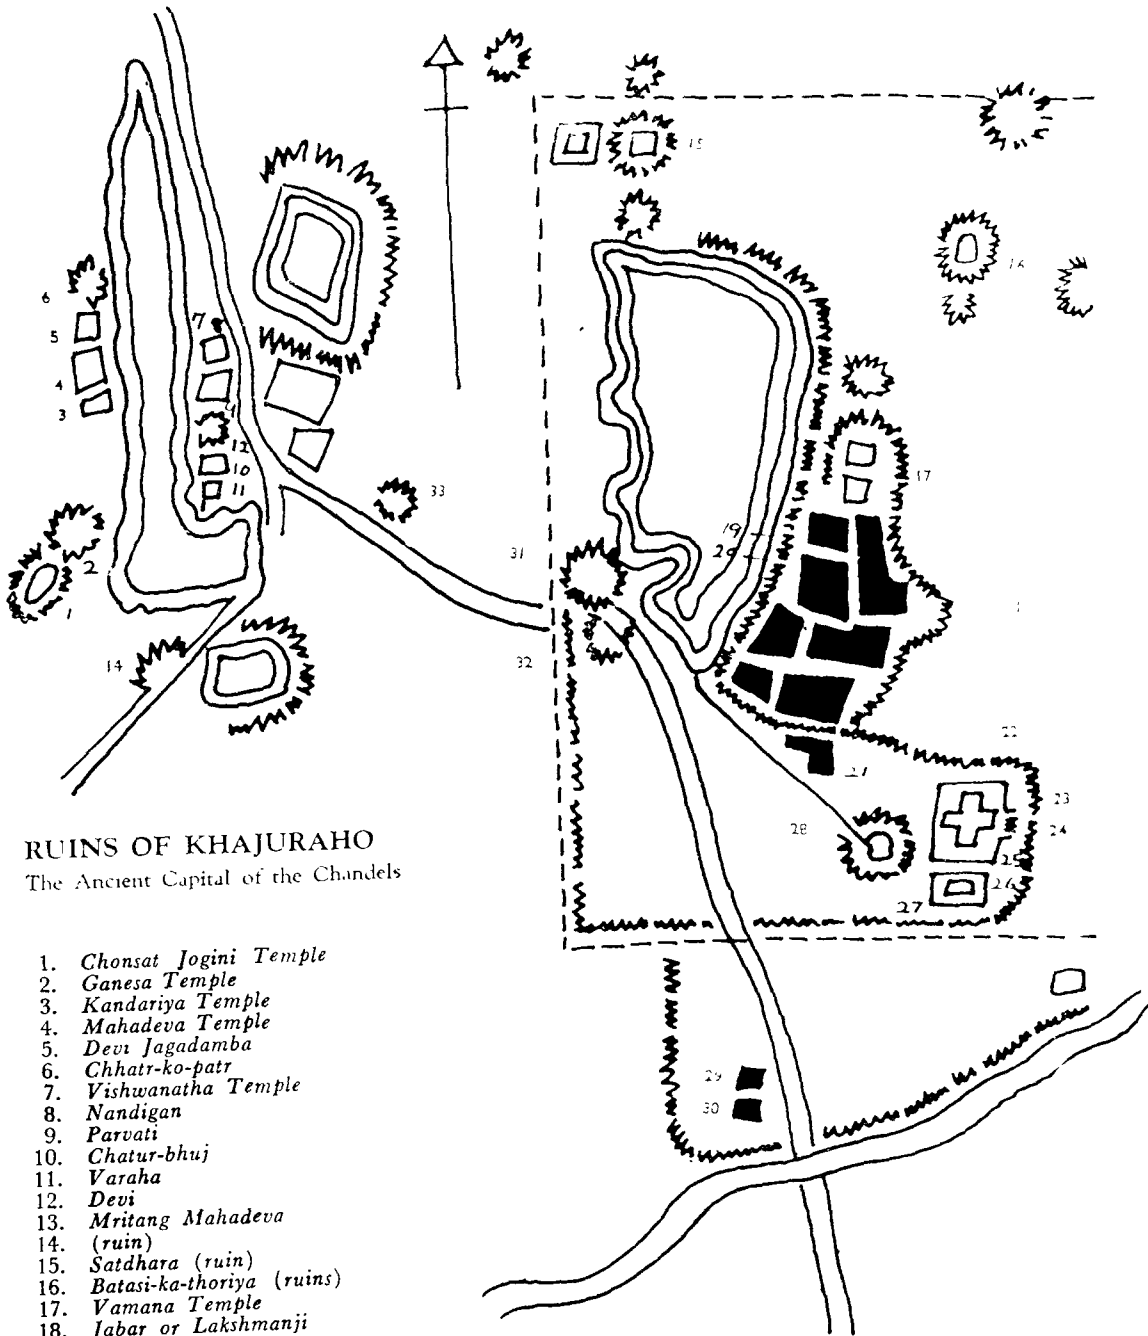 15
16
6
5
7
4
3
4
12
10
11
33
17
19
20
31
2
1
1
14
32
22
21
23
28
24
25
26
27
RUINS OF KHAJURAHO
The Ancient Capital of the Chandels
1. Chonsat Jogini Temple
2. Ganesa Temple
3. Kandariya Temple
4. Mahadeva Temple
5. Devi Jagadamba
6. Chhatr-ko-patr
7. Vishwanatha Temple
8. Nandigan
9. Parvati
10. Chatur-bhuj
11. Varaha
12. Devi
13. Mritang Mahadeva
14. (ruin)
15. Satdhara (ruin)
16. Batasi-ka-thoriya (ruins)
17. Vamana Temple
18. Jabar or Lakshmanji
29
30